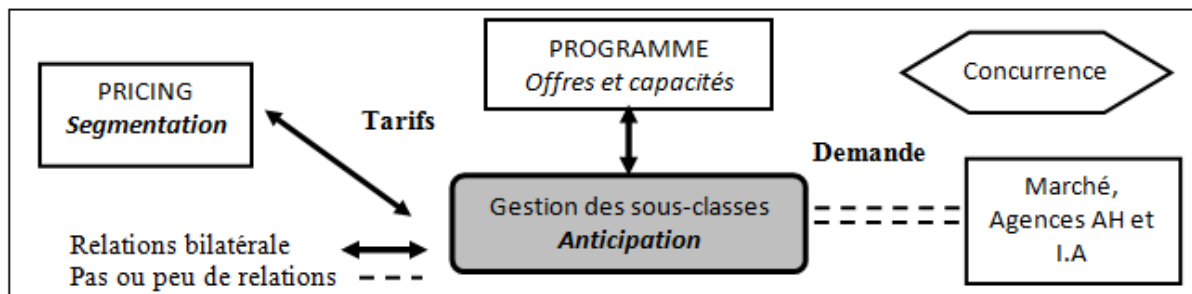 PROGRAMME
Offres et capacités
Concurrence
PRICING
Segmentation
Tarifs
Demande
Gestion des sous-classes
Anticipation
Marché,
Agences AH et
I.A
Relations bilatérale
Pas ou peu de relations